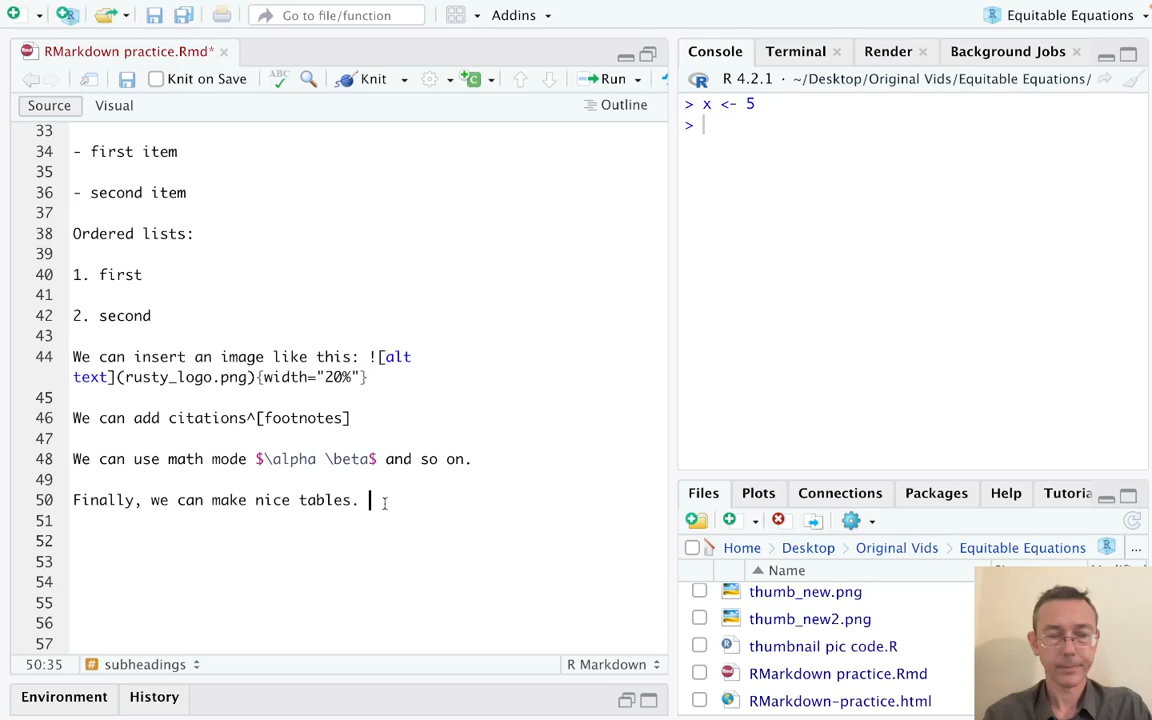 Go to file/function
Addins
Equitable Equations
RMarkdown practice.Rmd*
Knit on Save
ABC
Knit
Run
Source
Visual
Outline
33
34 - first item
35
36 - second item
37
38 Ordered lists:
39
40 1. first
41
42 2. second
43
44 We can insert an image like this: ![alt
text](rusty_logo.png){width="20%"}
45
46 We can add citations^[footnotes]
47
48 We can use math mode $\alpha \beta$ and so on.
49
50 Finally, we can make nice tables.
51
52
53
54
55
56
57
50:35
# subheadings
R Markdown
Environment
History
Console
Terminal
Render
Background Jobs
R 4.2.1 · ~/Desktop/Original Vids/Equitable Equations/
> x <- 5
>
Files
Plots
Connections
Packages
Help
Tutoria
Home
Desktop
Original Vids
Equitable Equations
...
Name
thumb_new.png
thumb_new2.png
thumbnail pic code.R
RMarkdown practice.Rmd
RMarkdown-practice.html